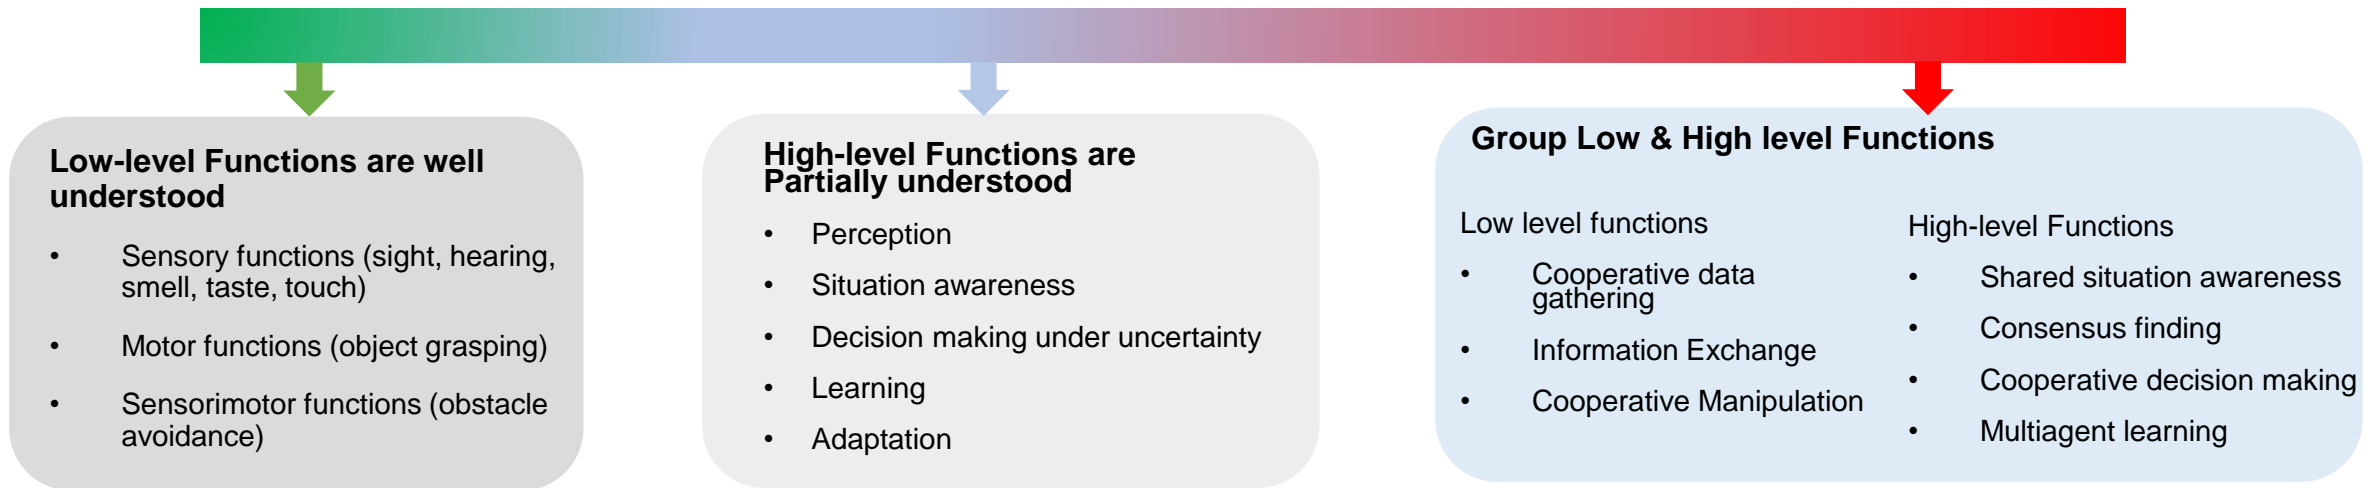 Low-level Functions are well
understood
• Sensory functions (sight, hearing,
smell, taste, touch)
• Motor functions (object grasping)
• Sensorimotor functions (obstacle
avoidance)
High-level Functions are
Partially understood
• Perception
• Situation awareness
• Decision making under uncertainty
• Learning
• Adaptation
Group Low & High level Functions
Low level functions
• Cooperative data
gathering
• Information Exchange
• Cooperative Manipulation
High-level Functions
• Shared situation awareness
• Consensus finding
• Cooperative decision making
• Multiagent learning